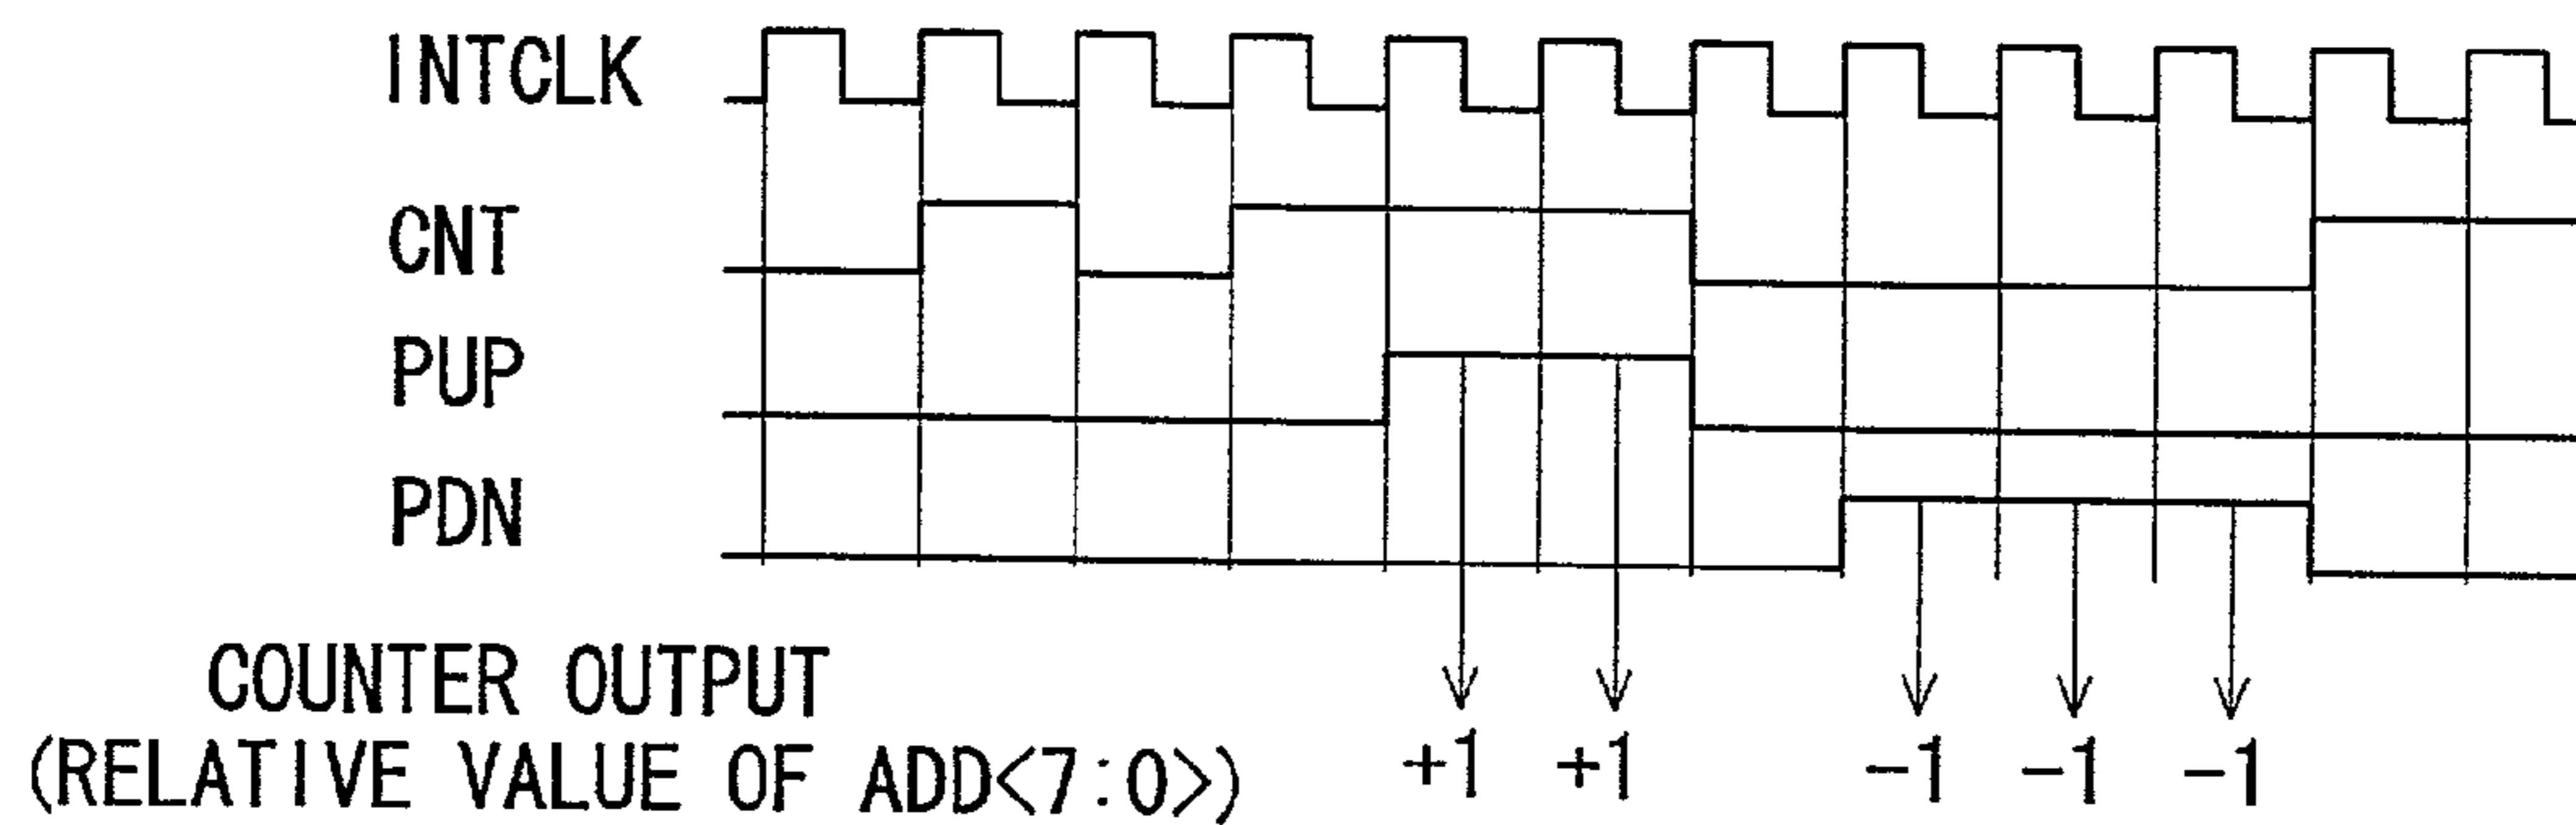 INTCLK
CNT
PUP
PDN
COUNTER OUTPUT
(RELATIVE VALUE OF ADD<7:0>)
+1 +1 -1 -1 -1